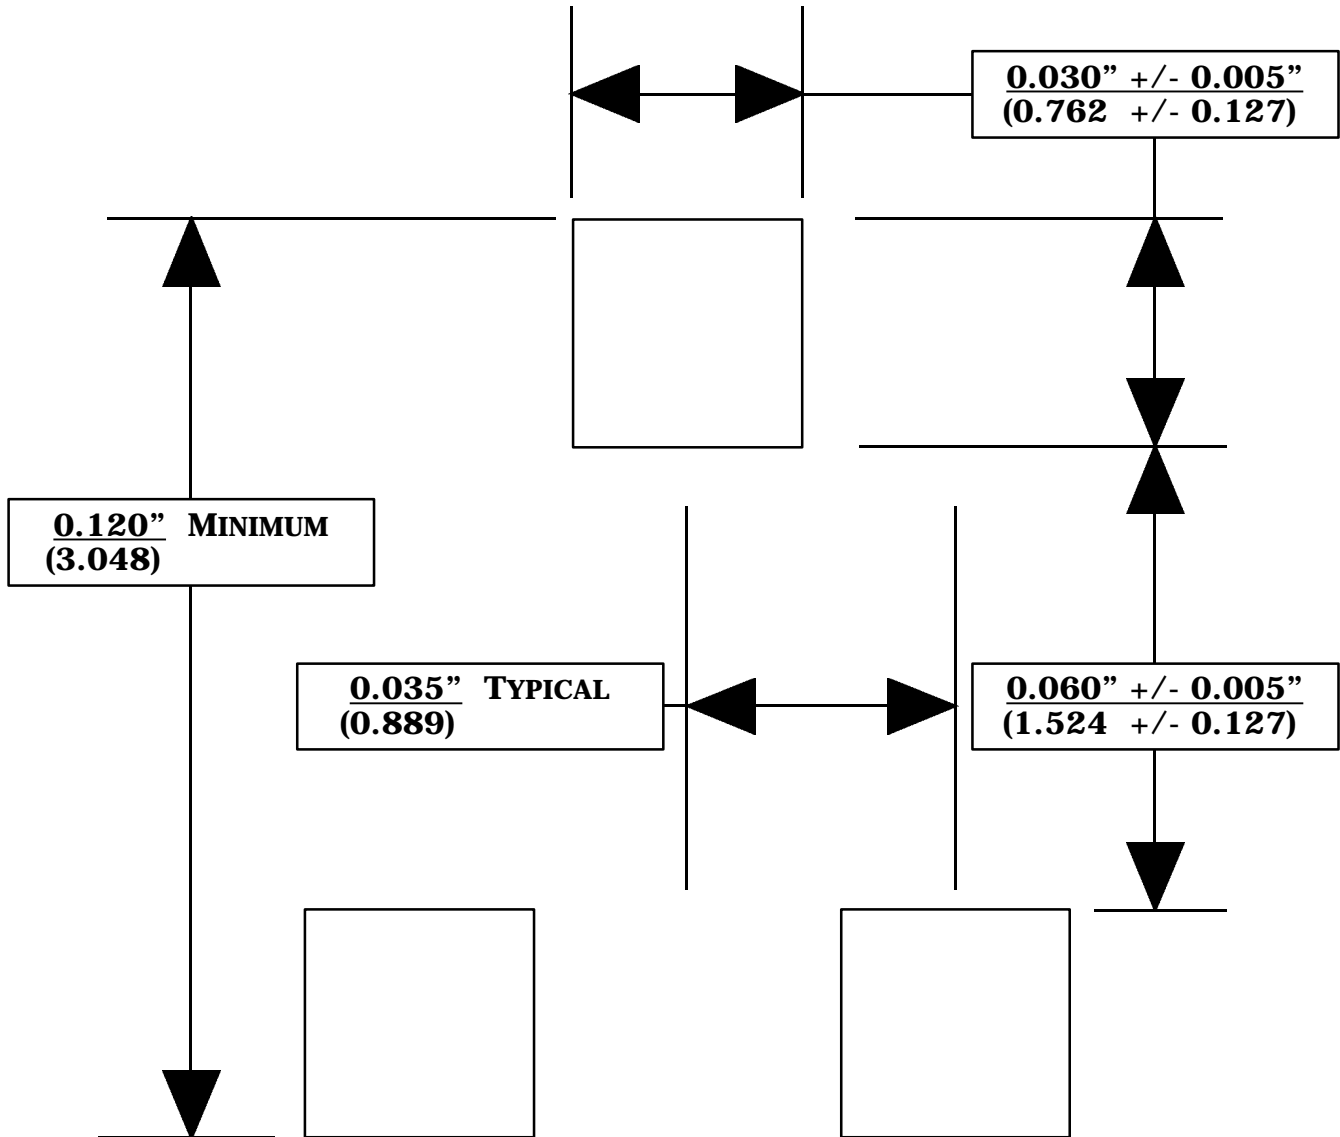 0.030” +/- 0.005”
(0.762 +/- 0.127)
0.120” MINIMUM
(3.048)
0.035” TYPICAL
(0.889)
0.060” +/- 0.005”
(1.524 +/- 0.127)